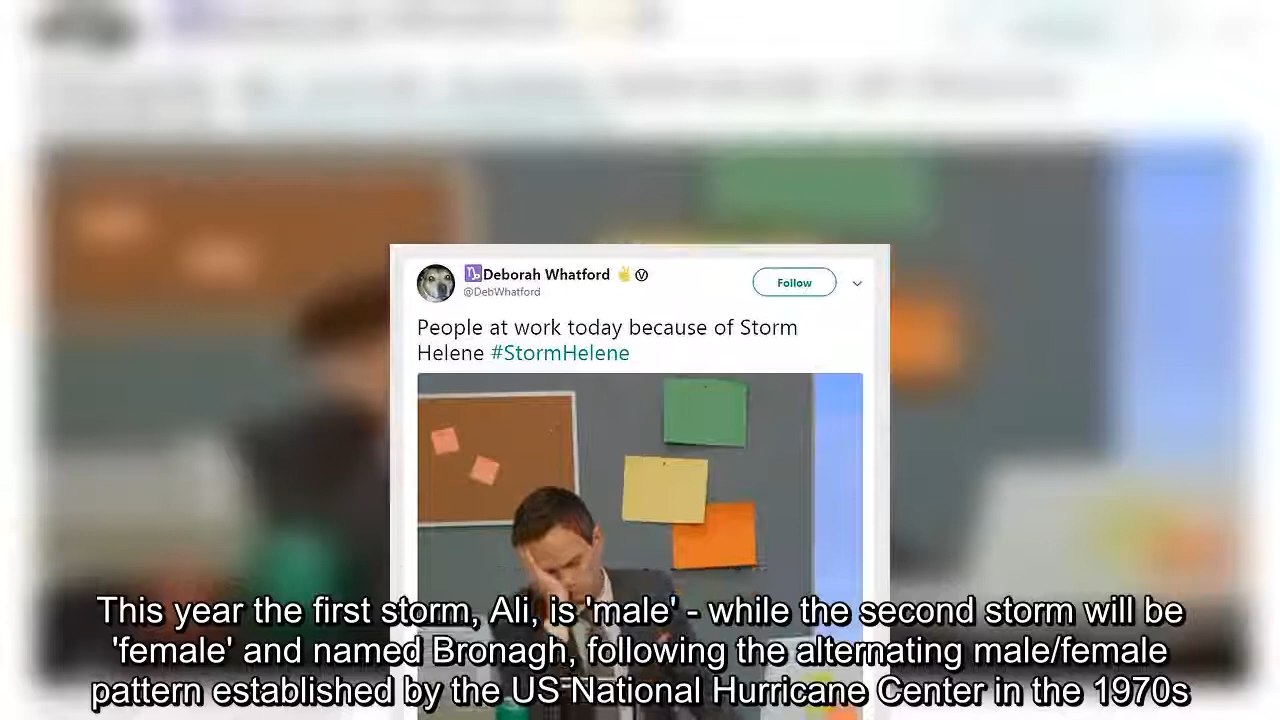 ♑Deborah Whatford ✌ Ⓥ
@DebWhatford
Follow
People at work today because of Storm
Helene #StormHelene
This year the first storm, Ali, is 'male' - while the second storm will be
'female' and named Bronagh, following the alternating male/female
pattern established by the US National Hurricane Center in the 1970s